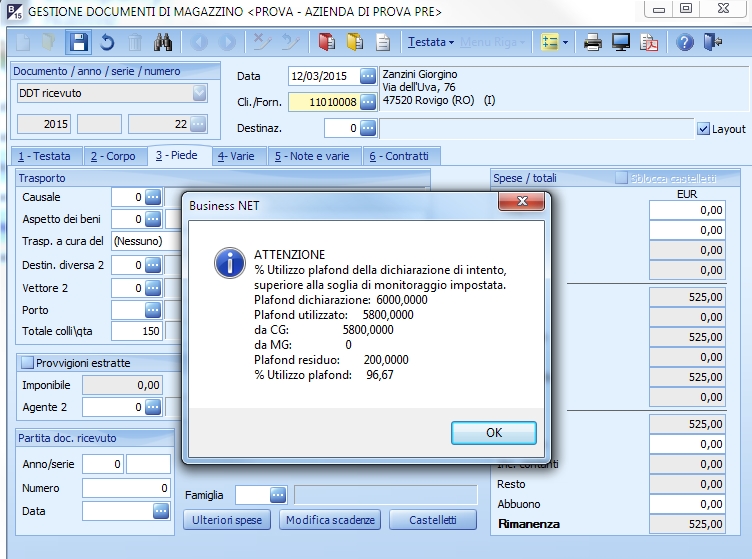 B 15 GESTIONE DOCUMENTI DI MAGAZZINO <PROVA - AZIENDA DI PROVA PRE>
Testata Menu Riga
Documento / anno / serie / numero
DDT ricevuto
2015 22
Data 12/03/2015
Cli./Forn. 11010008
Destinaz. 0
Zanzini Giorgino
Via dell'Uva, 76
47520 Rovigo (RO) (I)
Layout
1 - Testata 2 - Corpo 3 - Piede 4- Varie 5 - Note e varie 6 - Contratti
Trasporto
Causale 0
Aspetto dei beni 0
Trasp. a cura del (Nessuno)
Destin. diversa 2 0
Vettore 2 0
Porto
Totale colli\qta 150
Provvigioni estratte
Imponibile 0,00
Agente 2 0
Partita doc. ricevuto
Anno/serie 0
Numero 0
Data
Famiglia
Ulteriori spese Modifica scadenze Castelletti
Business NET
ATTENZIONE
% Utilizzo plafond della dichiarazione di intento,
superiore alla soglia di monitoraggio impostata.
Plafond dichiarazione: 6000,0000
Plafond utilizzato: 5800,0000
da CG: 5800,0000
da MG: 0
Plafond residuo: 200,0000
% Utilizzo plafond: 96,67
OK
Spese / totali Sblocca castelletti
EUR
0,00
0,00
0,00
0,00
525,00
0,00
525,00
0,00
525,00
0,00
525,00
0,00
Inc. contanti 0,00
Resto 0,00
Abbuono 0,00
Rimanenza 525,00